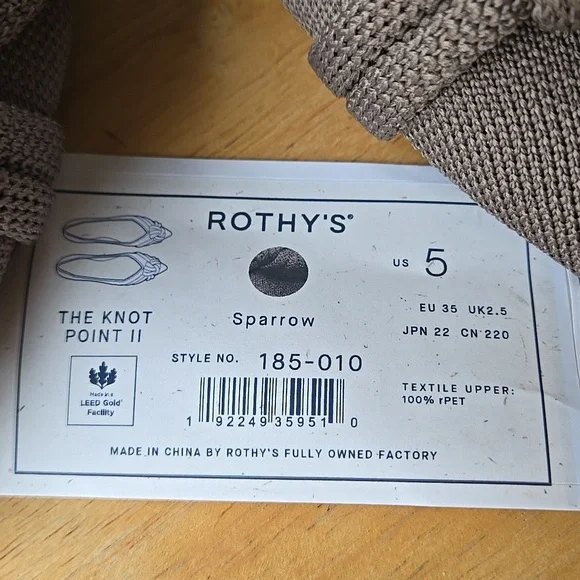 ROTHY'S®
US 5
EU 35 UK2.5
JPN 22 CN 220
Sparrow
THE KNOT
POINT II
STYLE NO. 185-010
TEXTILE UPPER:
100% rPET
Made in a
LEED Gold®
Facility
1 92249 35951 0
MADE IN CHINA BY ROTHY'S FULLY OWNED FACTORY